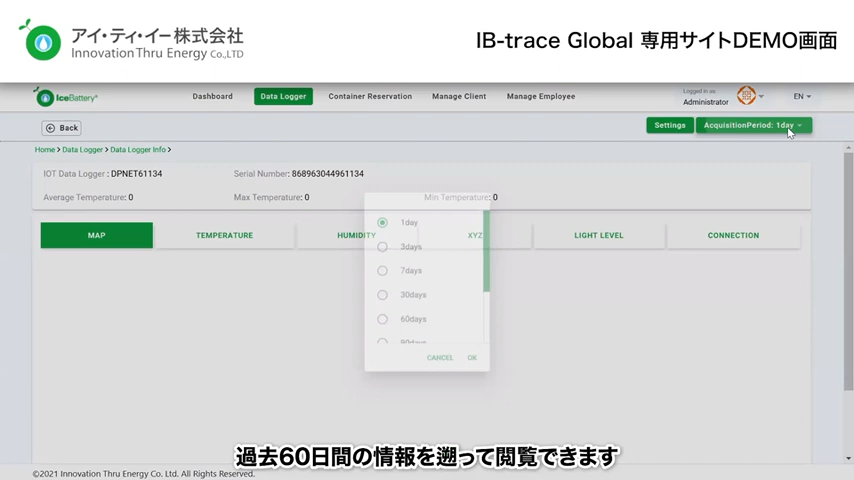 アイ・ティ・イー株式会社
Innovation Thru Energy Co.,LTD
IB-trace Global 専用サイトDEMO画面
IceBattery®
Dashboard
Data Logger
Container Reservation
Manage Client
Manage Employee
Logged in as
Administrator
EN
Back
Settings
AcquisitionPeriod: 1day
Home > Data Logger > Data Logger Info >
IOT Data Logger : DPNET61134
Serial Number: 868963044961134
Average Temperature: 0
Max Temperature: 0
Min Temperature: 0
MAP
TEMPERATURE
HUMIDITY
XYZ
LIGHT LEVEL
CONNECTION
1day
3days
7days
30days
60days
90days
CANCEL
OK
過去60日間の情報を遡って閲覧できます
©2021 Innovation Thru Energy Co. Ltd. All Rights Reserved.